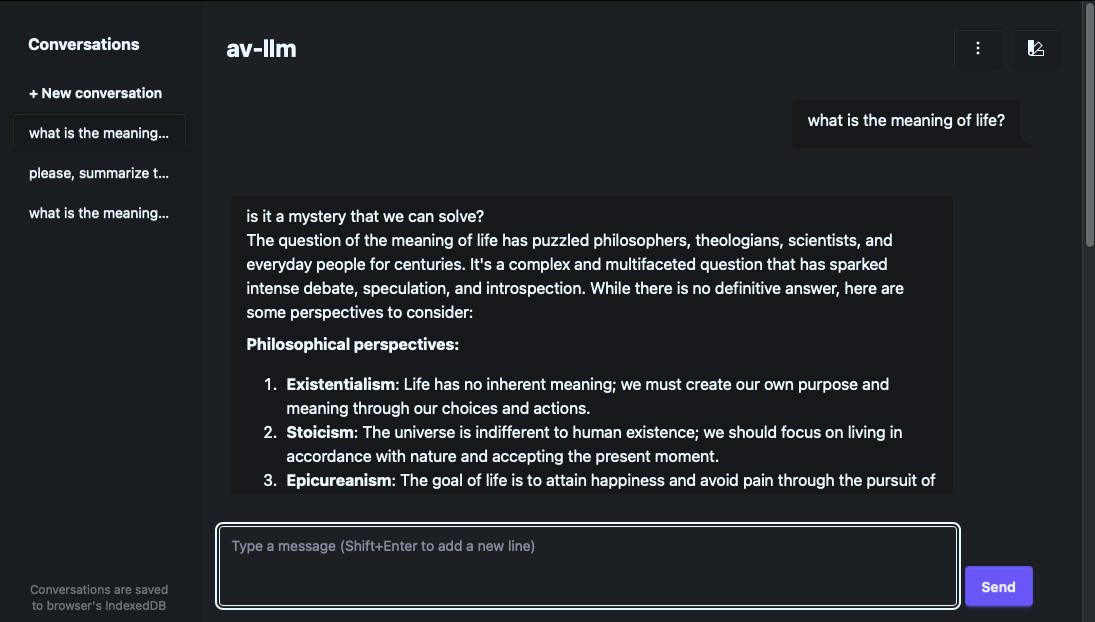 Conversations
+ New conversation
what is the meaning...
please, summarize t...
what is the meaning...
Conversations are saved
to browser's IndexedDB
av-llm
what is the meaning of life?
is it a mystery that we can solve?
The question of the meaning of life has puzzled philosophers, theologians, scientists, and
everyday people for centuries. It's a complex and multifaceted question that has sparked
intense debate, speculation, and introspection. While there is no definitive answer, here are
some perspectives to consider:
Philosophical perspectives:
1. Existentialism: Life has no inherent meaning; we must create our own purpose and
meaning through our choices and actions.
2. Stoicism: The universe is indifferent to human existence; we should focus on living in
accordance with nature and accepting the present moment.
3. Epicureanism: The goal of life is to attain happiness and avoid pain through the pursuit of
Type a message (Shift+Enter to add a new line)
Send